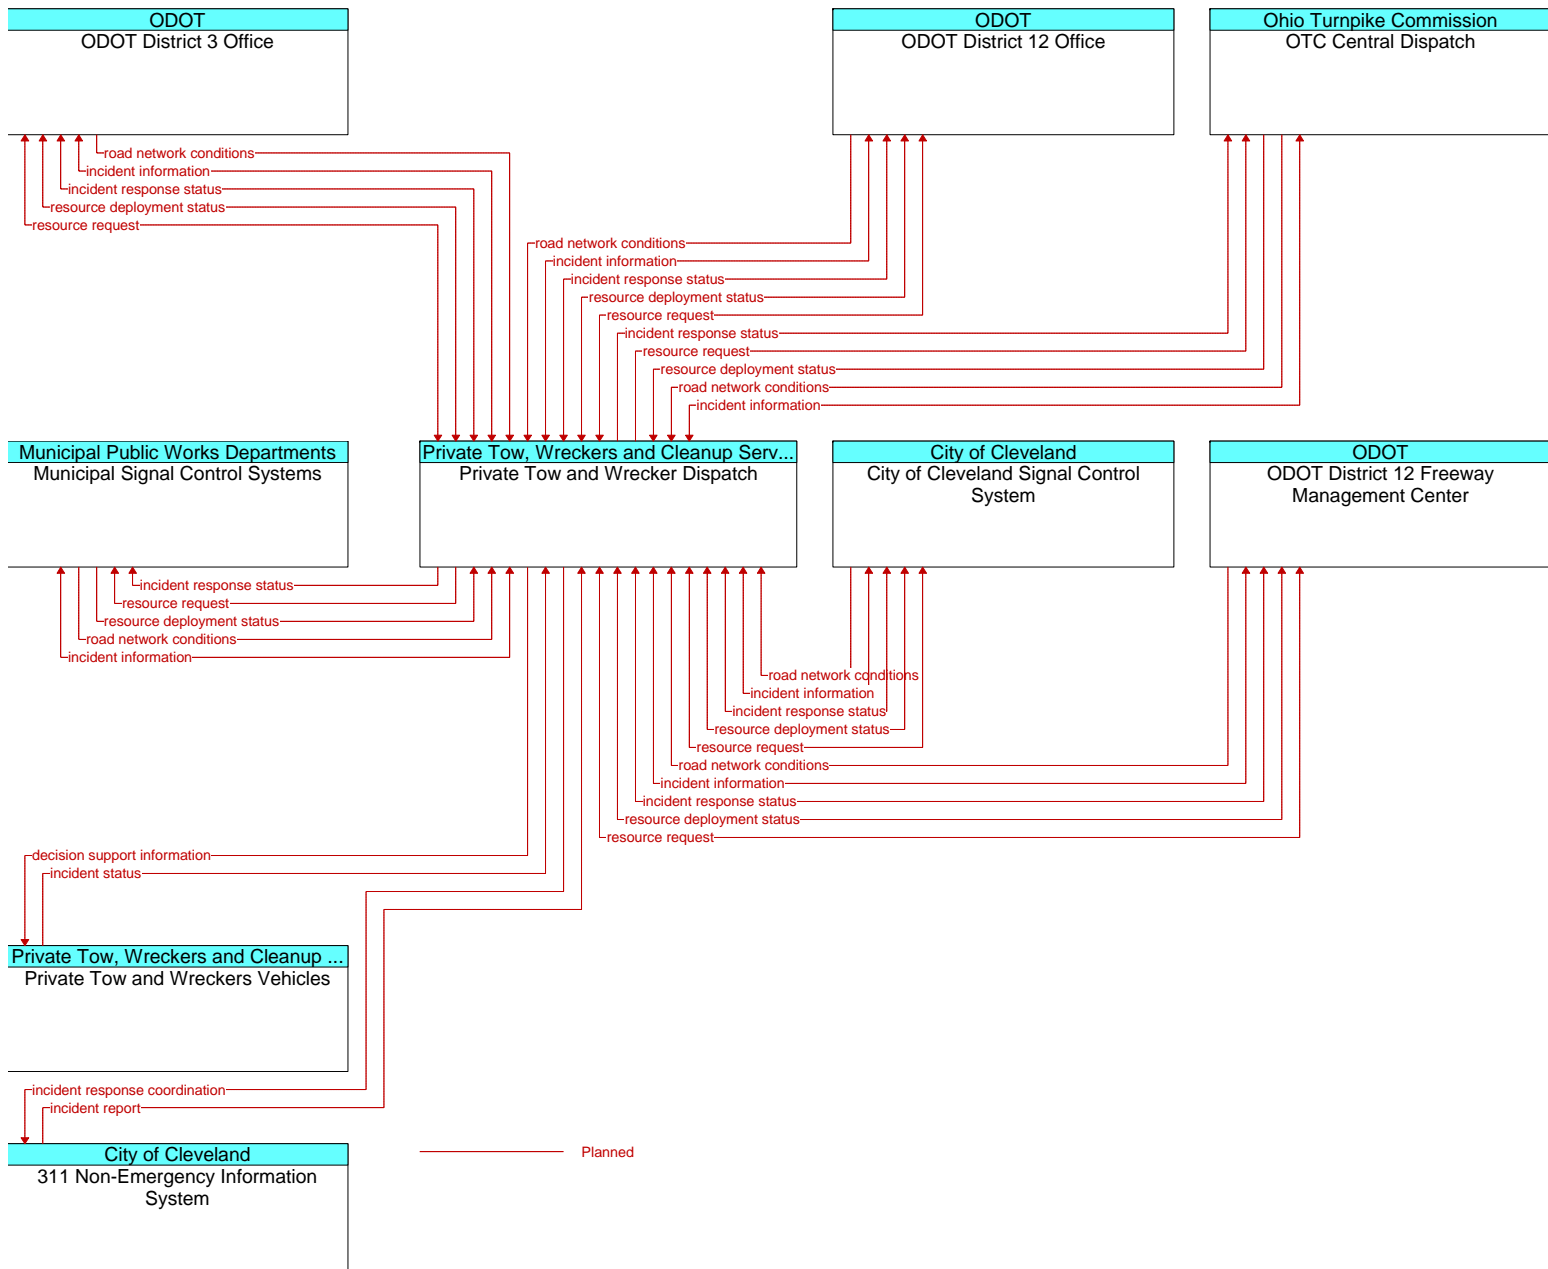 ODOT
ODOT District 3 Office
ODOT
ODOT District 12 Office
Ohio Turnpike Commission
OTC Central Dispatch
road network conditions
incident information
incident response status
resource deployment status
resource request
road network conditions
incident information
incident response status
resource deployment status
resource request
incident response status
resource request
resource deployment status
road network conditions
incident information
Municipal Public Works Departments
Municipal Signal Control Systems
Private Tow, Wreckers and Cleanup Serv...
Private Tow and Wrecker Dispatch
City of Cleveland
City of Cleveland Signal Control
System
ODOT
ODOT District 12 Freeway
Management Center
incident response status
resource request
resource deployment status
road network conditions
incident information
road network conditions
incident information
incident response status
resource deployment status
resource request
road network conditions
incident information
incident response status
resource deployment status
resource request
decision support information
incident status
Private Tow, Wreckers and Cleanup ...
Private Tow and Wreckers Vehicles
incident response coordination
incident report
City of Cleveland
311 Non-Emergency Information
System
Planned